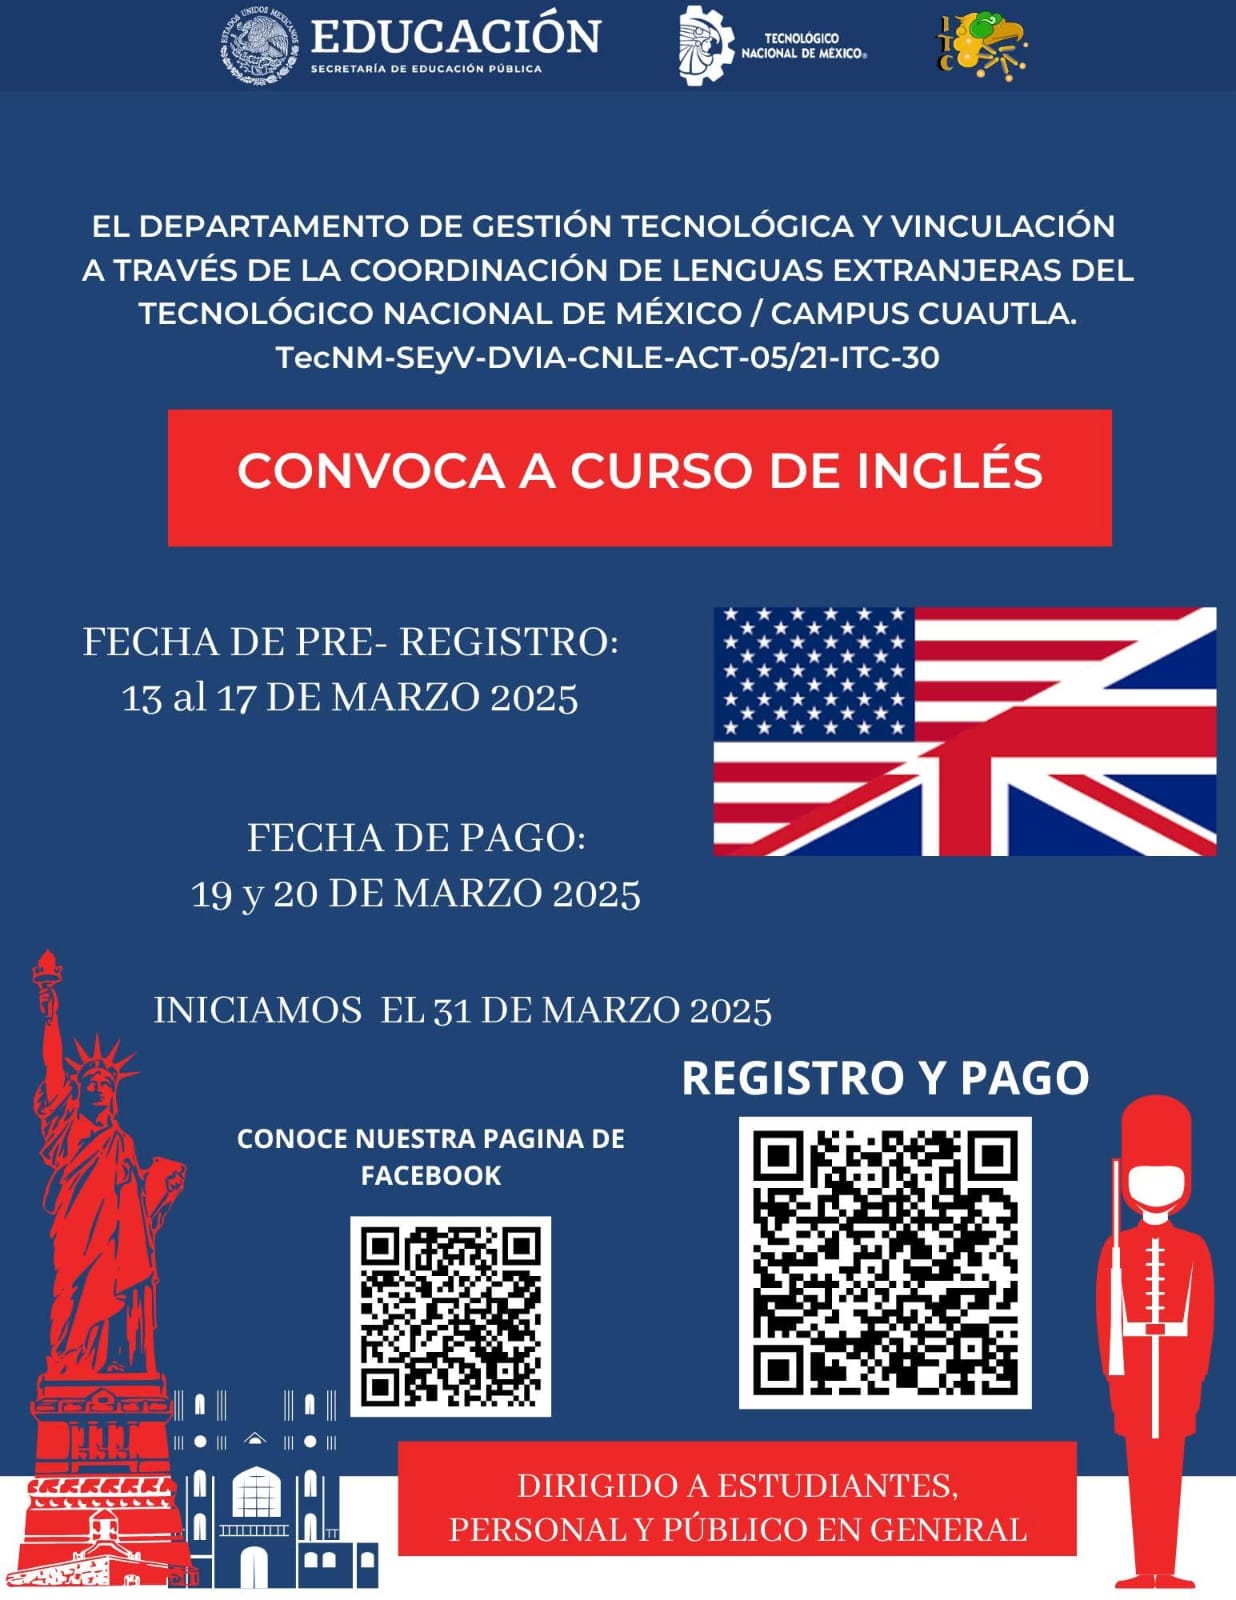 EDUCACIÓN
SECRETARÍA DE EDUCACIÓN PÚBLICA
TECNOLÓGICO
NACIONAL DE MÉXICO®
ITC
EL DEPARTAMENTO DE GESTIÓN TECNOLÓGICA Y VINCULACIÓN
A TRAVÉS DE LA COORDINACIÓN DE LENGUAS EXTRANJERAS DEL
TECNOLÓGICO NACIONAL DE MÉXICO / CAMPUS CUAUTLA.
TecNM-SEyV-DVIA-CNLE-ACT-05/21-ITC-30
CONVOCA A CURSO DE INGLÉS
FECHA DE PRE- REGISTRO:
13 al 17 DE MARZO 2025
FECHA DE PAGO:
19 y 20 DE MARZO 2025
INICIAMOS EL 31 DE MARZO 2025
REGISTRO Y PAGO
CONOCE NUESTRA PAGINA DE
FACEBOOK
DIRIGIDO A ESTUDIANTES,
PERSONAL Y PÚBLICO EN GENERAL